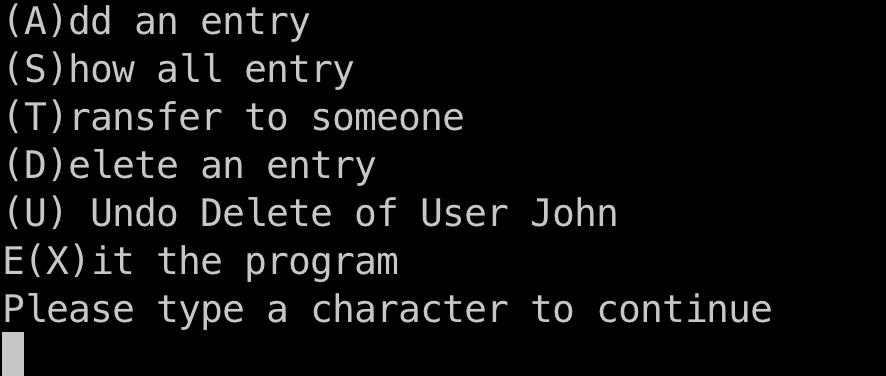 (A)dd an entry
(S)how all entry
(T)ransfer to someone
(D)elete an entry
(U) Undo Delete of User John
E(X)it the program
Please type a character to continue